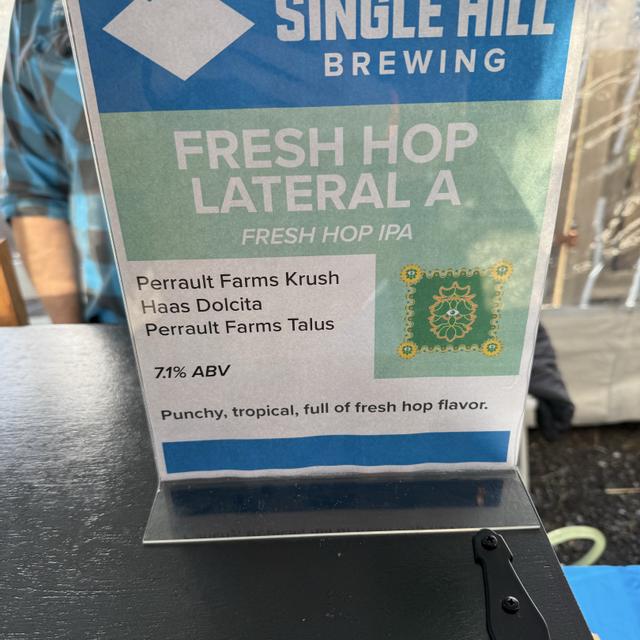 SINGLE HILL
BREWING
FRESH HOP
LATERAL A
FRESH HOP IPA
Perrault Farms Krush
Haas Dolcita
Perrault Farms Talus
7.1% ABV
Punchy, tropical, full of fresh hop flavor.